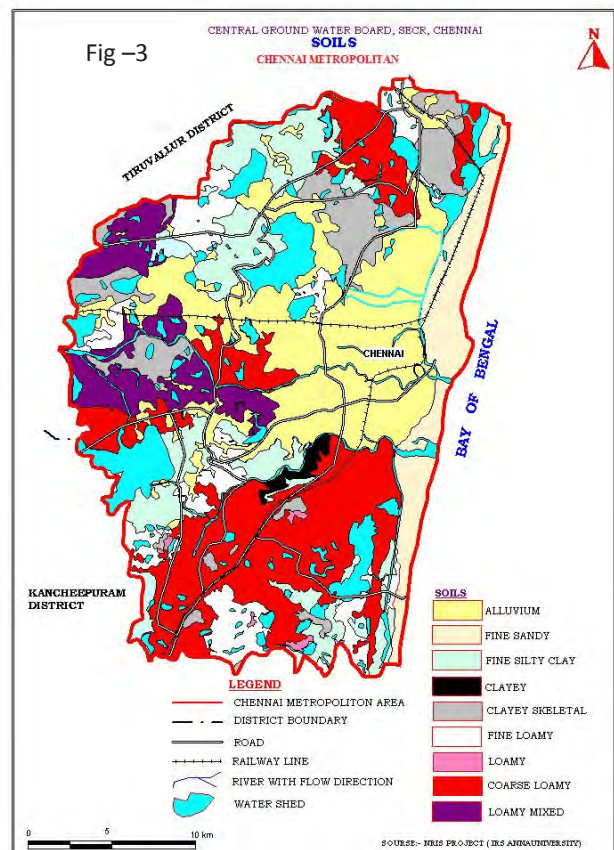 Fig –3
CENTRAL GROUND WATER BOARD, SECR, CHENNAI
SOILS
CHENNAI METROPOLITAN
N
TIRUVALLUR DISTRICT
CHENNAI
BAY OF BENGAL
KANCHEEPURAM
DISTRICT
LEGEND
CHENNAI METROPOLITON AREA
DISTRICT BOUNDARY
ROAD
RAILWAY LINE
RIVER WITH FLOW DIRECTION
WATER SHED
0 5 10 km
SOILS
ALLUVIUM
FINE SANDY
FINE SILTY CLAY
CLAYEY
CLAYEY SKELETAL
FINE LOAMY
LOAMY
COARSE LOAMY
LOAMY MIXED
SOURSE:- NRIS PROJECT ( IRS ANNAUNIVERSITY)